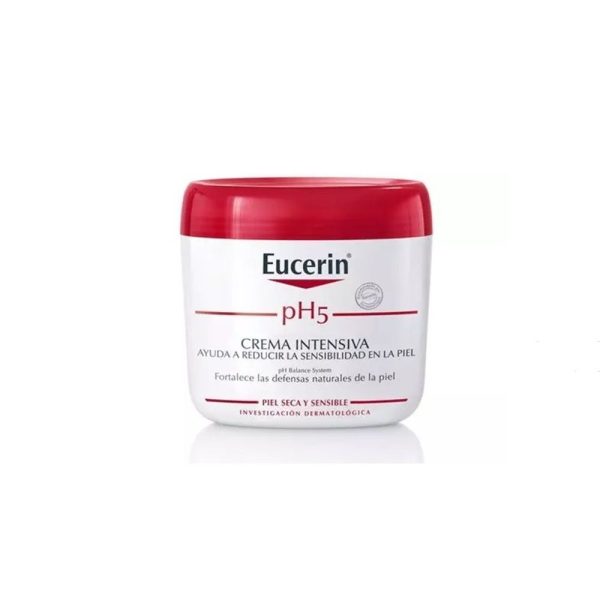 Eucerin®
pH5
CREMA INTENSIVA
AYUDA A REDUCIR LA SENSIBILIDAD EN LA PIEL
pH Balance System
Fortalece las defensas naturales de la piel
PIEL SECA Y SENSIBLE
INVESTIGACIÓN DERMATOLÓGICA